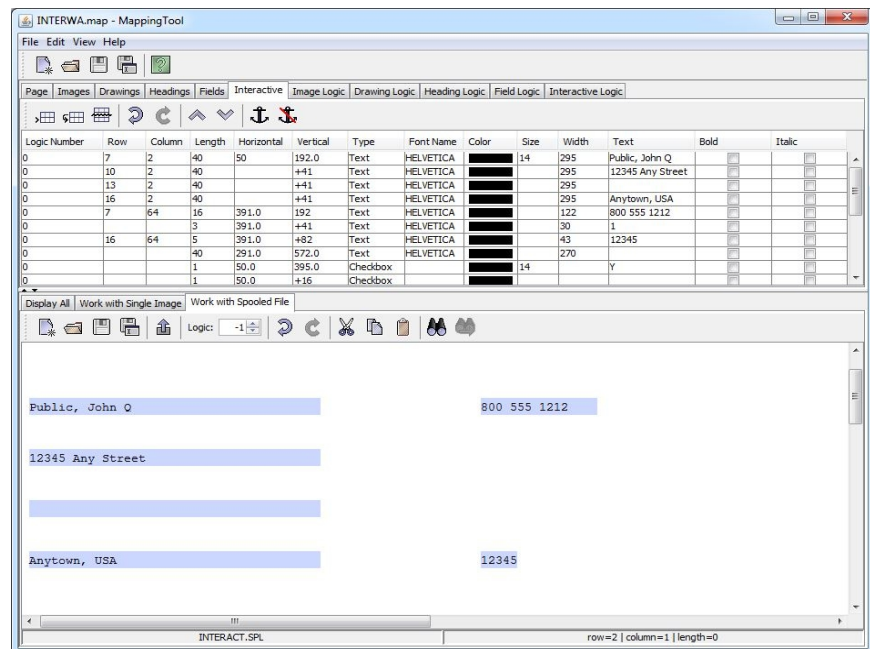 INTERWA.map - MappingTool
File Edit View Help
Page Images Drawings Headings Fields Interactive Image Logic Drawing Logic Heading Logic Field Logic Interactive Logic
Logic Number Row Column Length Horizontal Vertical Type Font Name Color Size Width Text Bold Italic
0 7 2 40 50 192.0 Text HELVETICA 14 295 Public, John Q
0 10 2 40 +41 Text HELVETICA 295 12345 Any Street
0 13 2 40 +41 Text HELVETICA 295
0 16 2 40 +41 Text HELVETICA 295 Anytown, USA
0 7 64 16 391.0 192 Text HELVETICA 122 800 555 1212
0 3 391.0 +41 Text HELVETICA 30 1
0 16 64 5 391.0 +82 Text HELVETICA 43 12345
0 40 291.0 572.0 Text HELVETICA 270
0 1 50.0 395.0 Checkbox 14 Y
0 1 50.0 +16 Checkbox
Display All Work with Single Image Work with Spooled File
Logic: -1
Public, John Q 800 555 1212
12345 Any Street
Anytown, USA 12345
INTERACT.SPL row=2 | column=1 | length=0